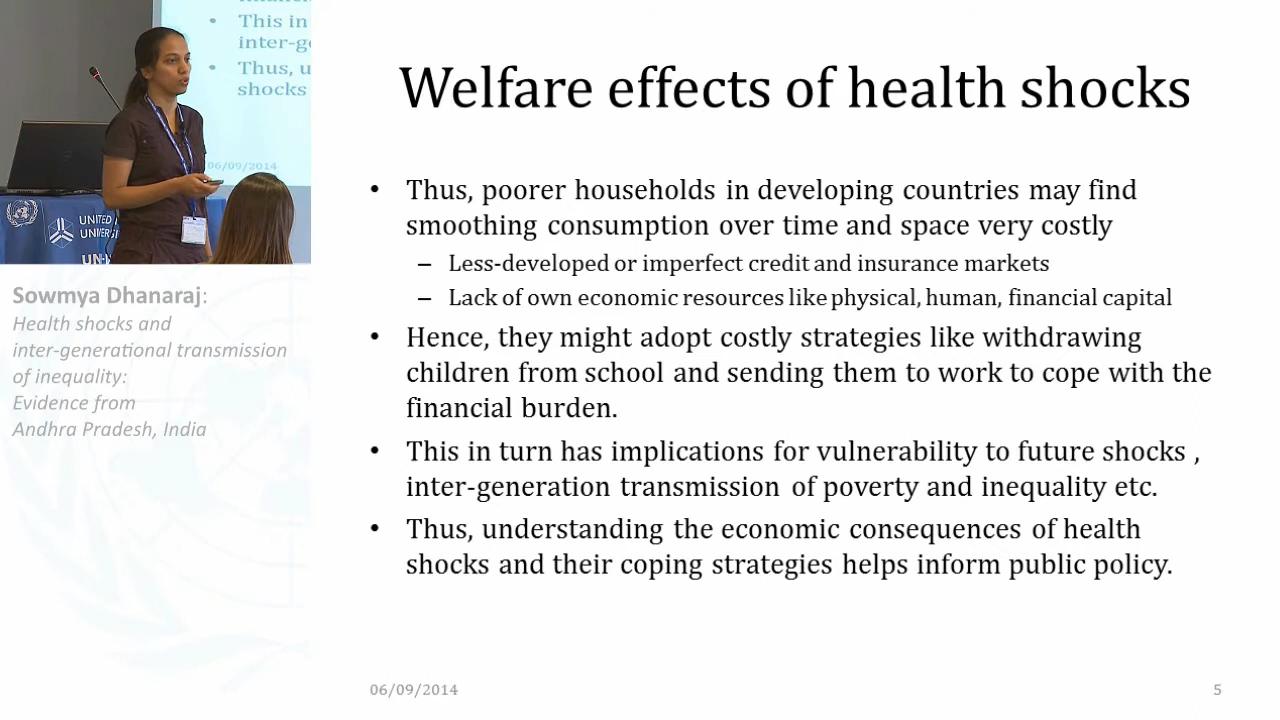 This in
inter-ge
Thus, u
shocks
06/09/2014
UNITED
UNIVERSI
UN-
Sowmya Dhanaraj:
Health shocks and
inter-generational transmission
of inequality:
Evidence from
Andhra Pradesh, India
Welfare effects of health shocks
• Thus, poorer households in developing countries may find
smoothing consumption over time and space very costly
– Less-developed or imperfect credit and insurance markets
– Lack of own economic resources like physical, human, financial capital
• Hence, they might adopt costly strategies like withdrawing
children from school and sending them to work to cope with the
financial burden.
• This in turn has implications for vulnerability to future shocks ,
inter-generation transmission of poverty and inequality etc.
• Thus, understanding the economic consequences of health
shocks and their coping strategies helps inform public policy.
06/09/2014
5